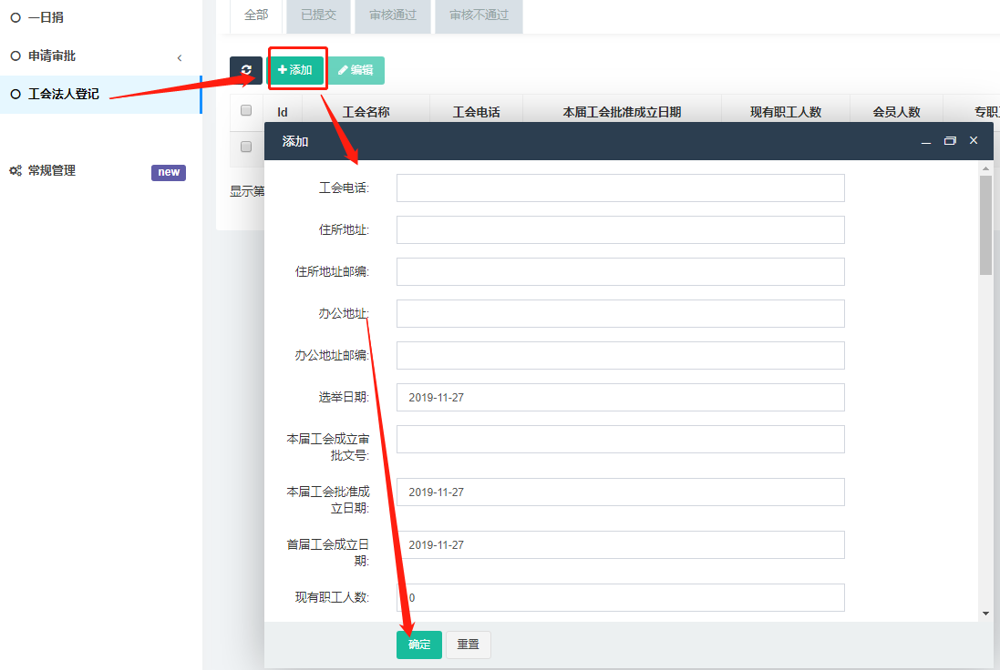 一日捐
全部
已提交
审核通过
审核不通过
申请审批
添加
编辑
工会法人登记
Id
工会名称
工会电话
本届工会批准成立日期
现有职工人数
会员人数
专职
添加
常规管理
new
显示第
工会电话:
住所地址:
住所地址邮编:
办公地址:
办公地址邮编:
选举日期:
2019-11-27
本届工会成立审
批文号:
本届工会批准成
立日期:
2019-11-27
首届工会成立日
期:
2019-11-27
现有职工人数:
0
确定
重置